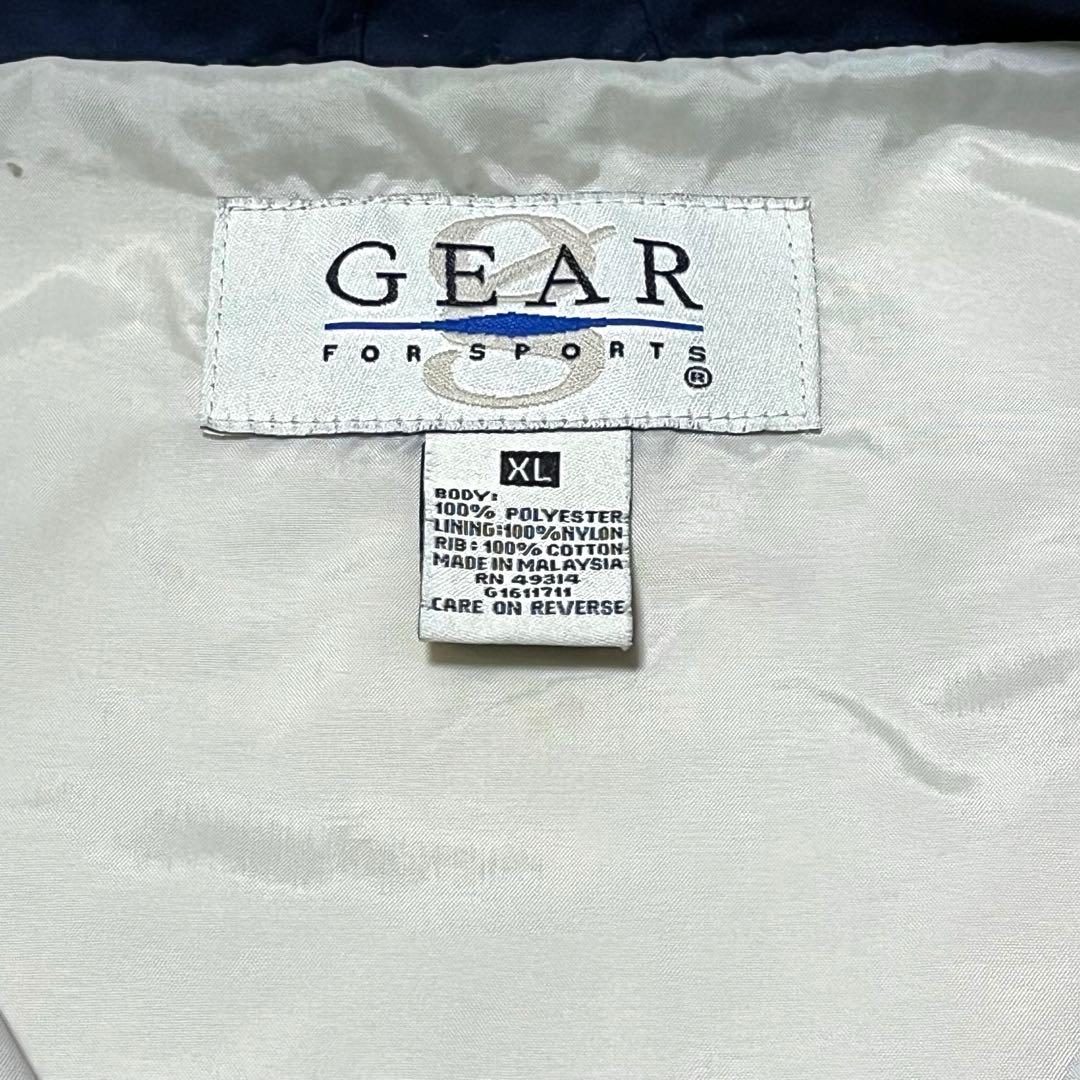 GEAR
FOR SPORTS
®
XL
BODY:
100% POLYESTER
LINING:100%NYLON
RIB: 100% COTTON
MADE IN MALAYSIA
RN 49314
G1611711
CARE ON REVERSE